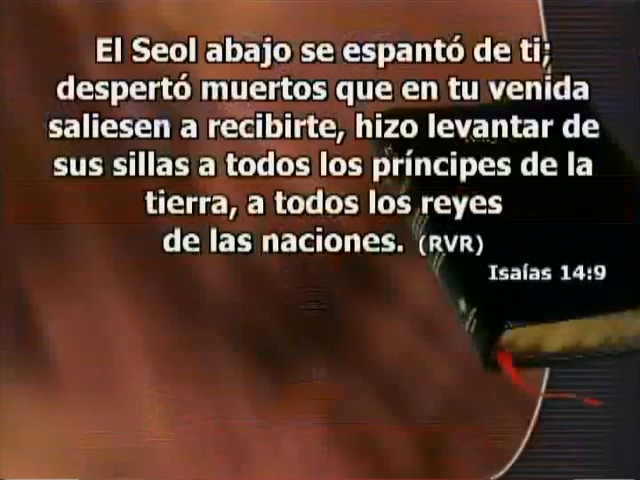 El Seol abajo se espantó de ti;
despertó muertos que en tu venida
saliesen a recibirte, hizo levantar de
sus sillas a todos los príncipes de la
tierra, a todos los reyes
de las naciones. (RVR)
Isaías 14:9